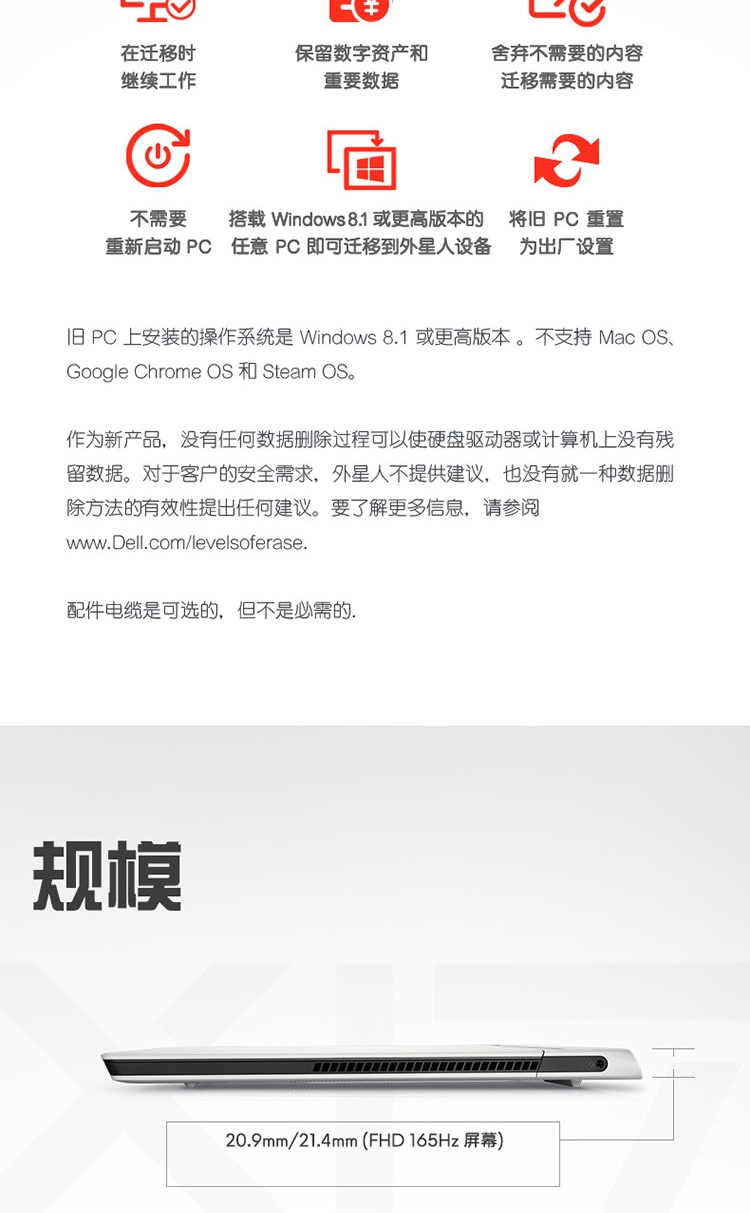 在迁移时
继续工作
保留数字资产和
重要数据
舍弃不需要的内容
迁移需要的内容
不需要
重新启动 PC
搭载 Windows 8.1 或更高版本的
任意 PC 即可迁移到外星人设备
将旧 PC 重置
为出厂设置
旧 PC 上安装的操作系统是 Windows 8.1 或更高版本 。不支持 Mac OS、
Google Chrome OS 和 Steam OS。
作为新产品，没有任何数据删除过程可以使硬盘驱动器或计算机上没有残
留数据。对于客户的安全需求，外星人不提供建议，也没有就一种数据删
除方法的有效性提出任何建议。要了解更多信息，请参阅
www.Dell.com/levelsoferase.
配件电缆是可选的，但不是必需的.
规模
X17
20.9mm/21.4mm (FHD 165Hz 屏幕)